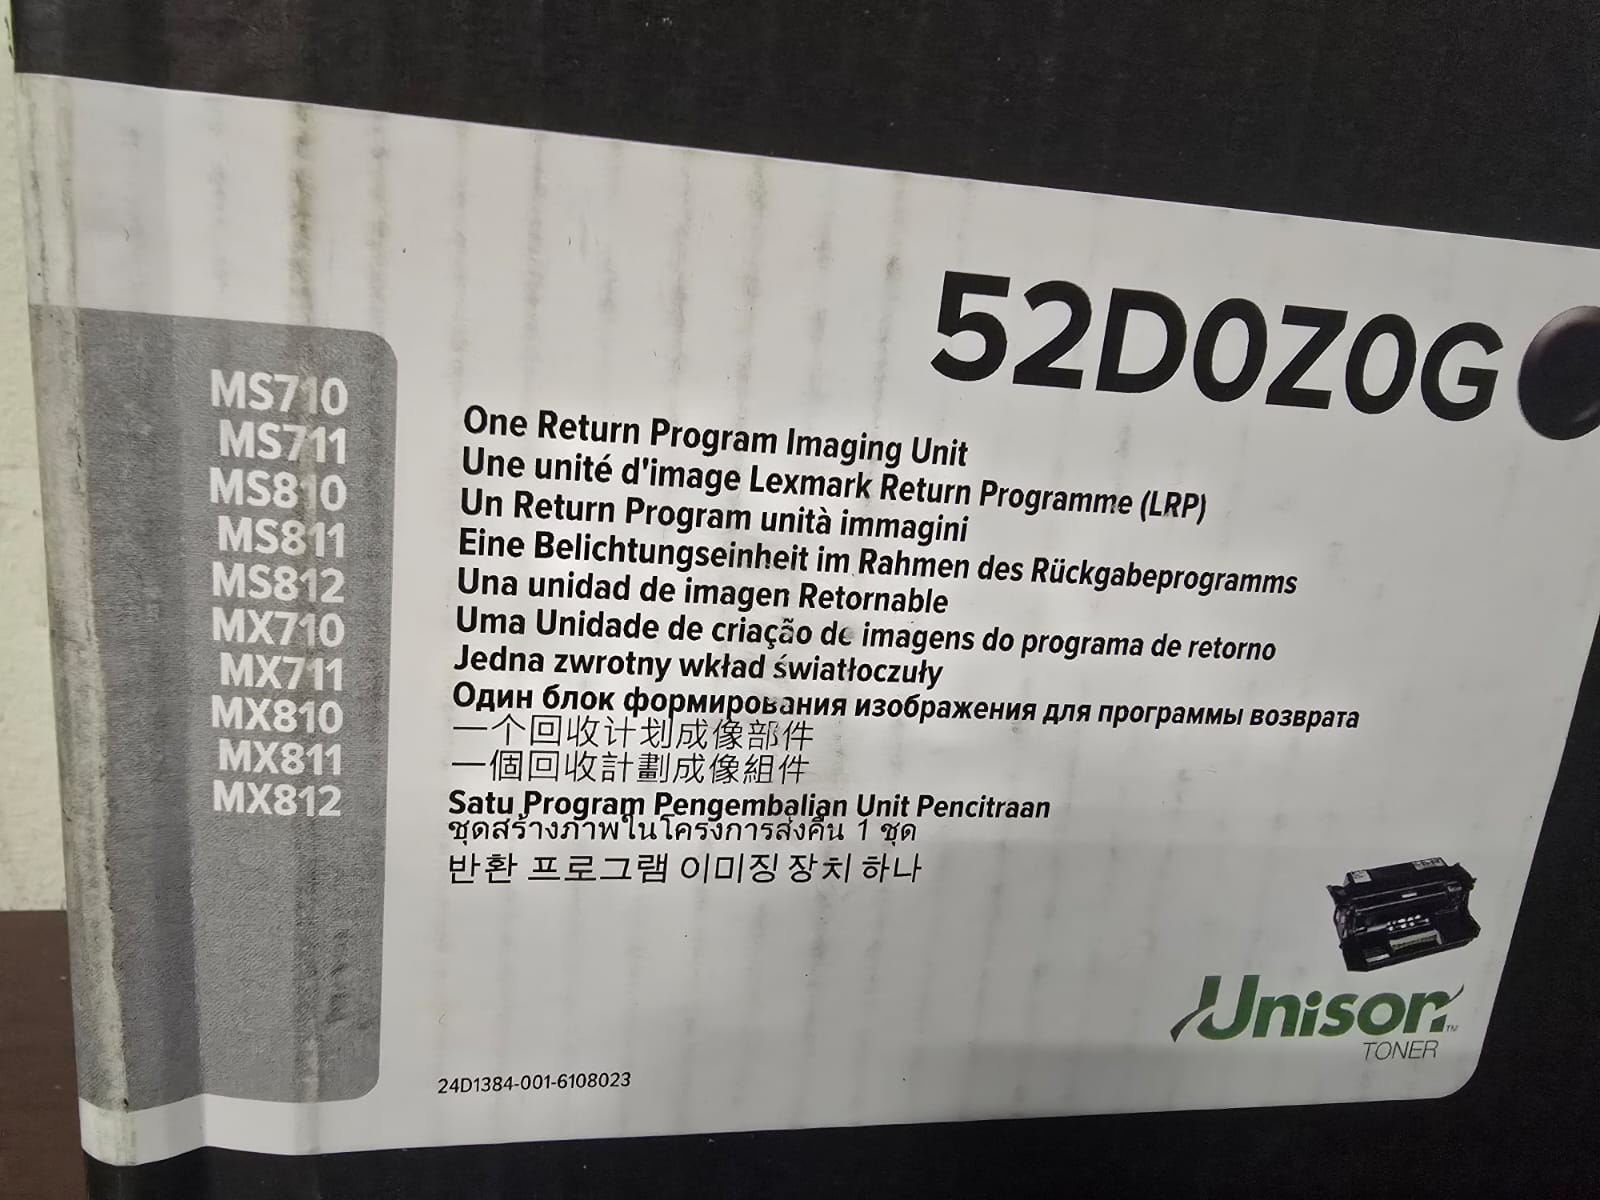 52D0Z0G
MS710
MS711
MS810
MS811
MS812
MX710
MX711
MX810
MX811
MX812
One Return Program Imaging Unit
Une unité d'image Lexmark Return Programme (LRP)
Un Return Program unità immagini
Eine Belichtungseinheit im Rahmen des Rückgabeprogramms
Una unidad de imagen Retornable
Uma Unidade de criação de imagens do programa de retorno
Jedna zwrotny wkład światłoczuły
Один блок формирования изображения для программы возврата
一个回收计划成像部件
一個回收計劃成像組件
Satu Program Pengembalian Unit Pencitraan
ชุดสร้างภาพในโครงการส่งคืน 1 ชุด
반환 프로그램 이미징 장치 하나
Unison™
TONER
24D1384-001-6108023